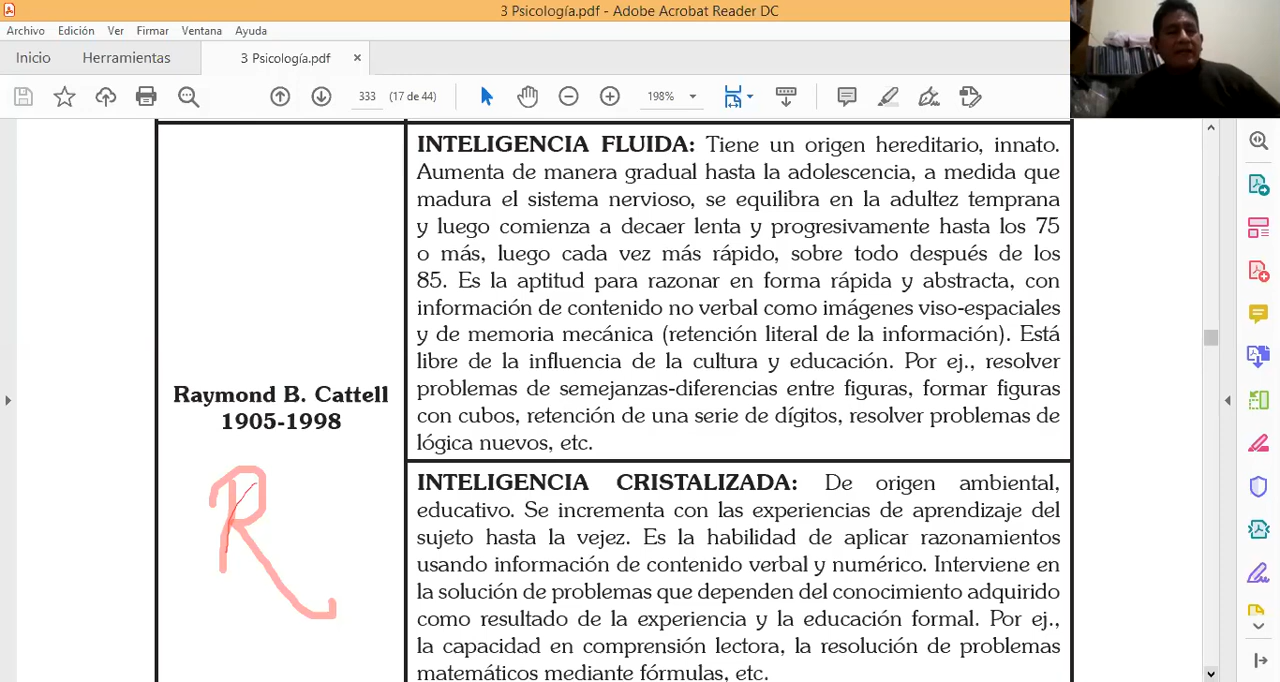 3 Psicología.pdf - Adobe Acrobat Reader DC
Archivo Edición Ver Firmar Ventana Ayuda
Inicio Herramientas 3 Psicología.pdf ×
333 (17 de 44) 198%
Raymond B. Cattell
1905-1998
R
INTELIGENCIA FLUIDA: Tiene un origen hereditario, innato.
Aumenta de manera gradual hasta la adolescencia, a medida que
madura el sistema nervioso, se equilibra en la adultez temprana
y luego comienza a decaer lenta y progresivamente hasta los 75
o más, luego cada vez más rápido, sobre todo después de los
85. Es la aptitud para razonar en forma rápida y abstracta, con
información de contenido no verbal como imágenes viso-espaciales
y de memoria mecánica (retención literal de la información). Está
libre de la influencia de la cultura y educación. Por ej., resolver
problemas de semejanzas-diferencias entre figuras, formar figuras
con cubos, retención de una serie de dígitos, resolver problemas de
lógica nuevos, etc.
INTELIGENCIA CRISTALIZADA: De origen ambiental,
educativo. Se incrementa con las experiencias de aprendizaje del
sujeto hasta la vejez. Es la habilidad de aplicar razonamientos
usando información de contenido verbal y numérico. Interviene en
la solución de problemas que dependen del conocimiento adquirido
como resultado de la experiencia y la educación formal. Por ej.,
la capacidad en comprensión lectora, la resolución de problemas
matemáticos mediante fórmulas, etc.